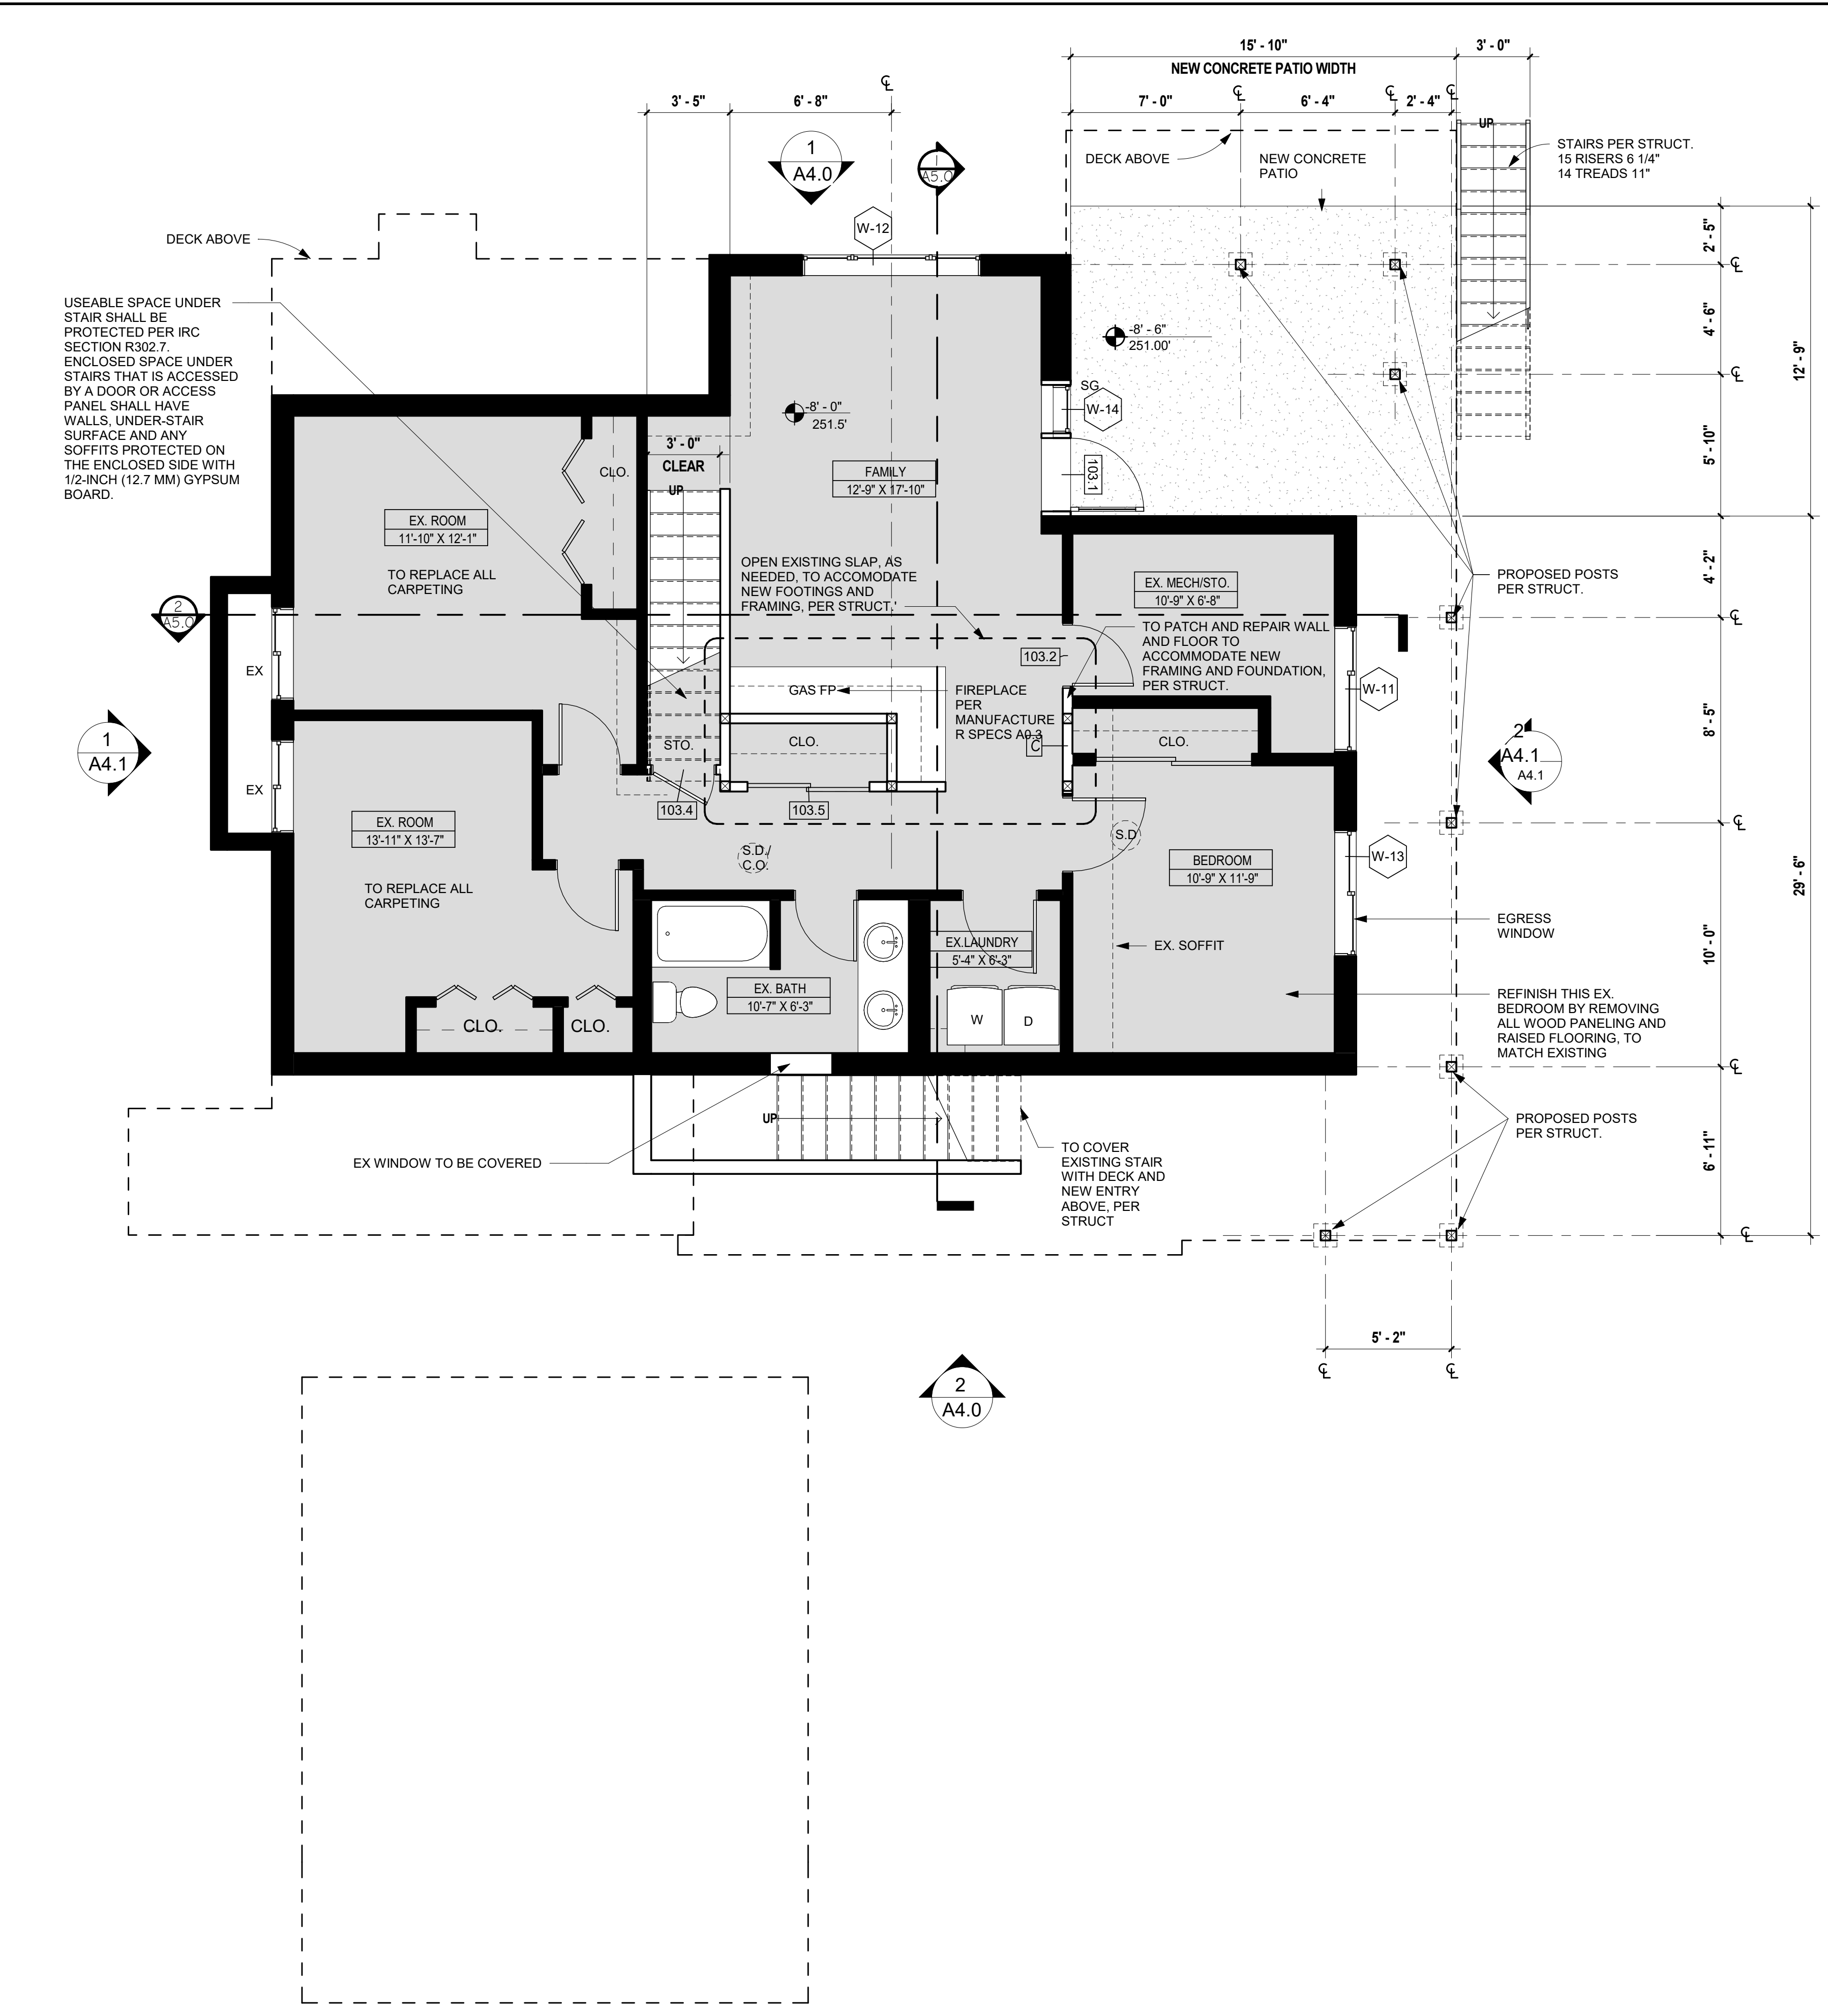 15' - 10"
3' - 0"
NEW CONCRETE PATIO WIDTH
3' - 5"
6' - 8"
7' - 0"
6' - 4"
2' - 4"
UP
STAIRS PER STRUCT.
15 RISERS 6 1/4"
14 TREADS 11"
DECK ABOVE
NEW CONCRETE
PATIO
1
A4.0
1
A5.0
W-12
DECK ABOVE
2' - 5"
4' - 6"
5' - 10"
12' - 9"
USEABLE SPACE UNDER
STAIR SHALL BE
PROTECTED PER IRC
SECTION R302.7.
ENCLOSED SPACE UNDER
STAIRS THAT IS ACCESSED
BY A DOOR OR ACCESS
PANEL SHALL HAVE
WALLS, UNDER-STAIR
SURFACE AND ANY
SOFFITS PROTECTED ON
THE ENCLOSED SIDE WITH
1/2-INCH (12.7 MM) GYPSUM
BOARD.
-8' - 6"
251.00'
SG
W-14
-8' - 0"
251.5'
3' - 0"
CLEAR
UP
CLO.
FAMILY
12'-9" X 17'-10"
103.1
EX. ROOM
11'-10" X 12'-1"
TO REPLACE ALL
CARPETING
OPEN EXISTING SLAP, AS
NEEDED, TO ACCOMODATE
NEW FOOTINGS AND
FRAMING, PER STRUCT.'
EX. MECH/STO.
10'-9" X 6'-8"
PROPOSED POSTS
PER STRUCT.
4' - 2"
2
A5.0
TO PATCH AND REPAIR WALL
AND FLOOR TO
ACCOMMODATE NEW
FRAMING AND FOUNDATION,
PER STRUCT.
103.2
EX
GAS FP
FIREPLACE
PER
MANUFACTURE
R SPECS A0.3
W-11
8' - 5"
1
A4.1
STO.
CLO.
C
CLO.
2
A4.1
A4.1
EX
103.4
103.5
EX. ROOM
13'-11" X 13'-7"
S.D./
C.O.
S.D
BEDROOM
10'-9" X 11'-9"
W-13
29' - 6"
TO REPLACE ALL
CARPETING
EGRESS
WINDOW
10' - 0"
EX.LAUNDRY
5'-4" X 6'-3"
EX. SOFFIT
EX. BATH
10'-7" X 6'-3"
REFINISH THIS EX.
BEDROOM BY REMOVING
ALL WOOD PANELING AND
RAISED FLOORING, TO
MATCH EXISTING
CLO.
CLO.
W
D
UP
PROPOSED POSTS
PER STRUCT.
6' - 11"
EX WINDOW TO BE COVERED
TO COVER
EXISTING STAIR
WITH DECK AND
NEW ENTRY
ABOVE, PER
STRUCT
5' - 2"
2
A4.0